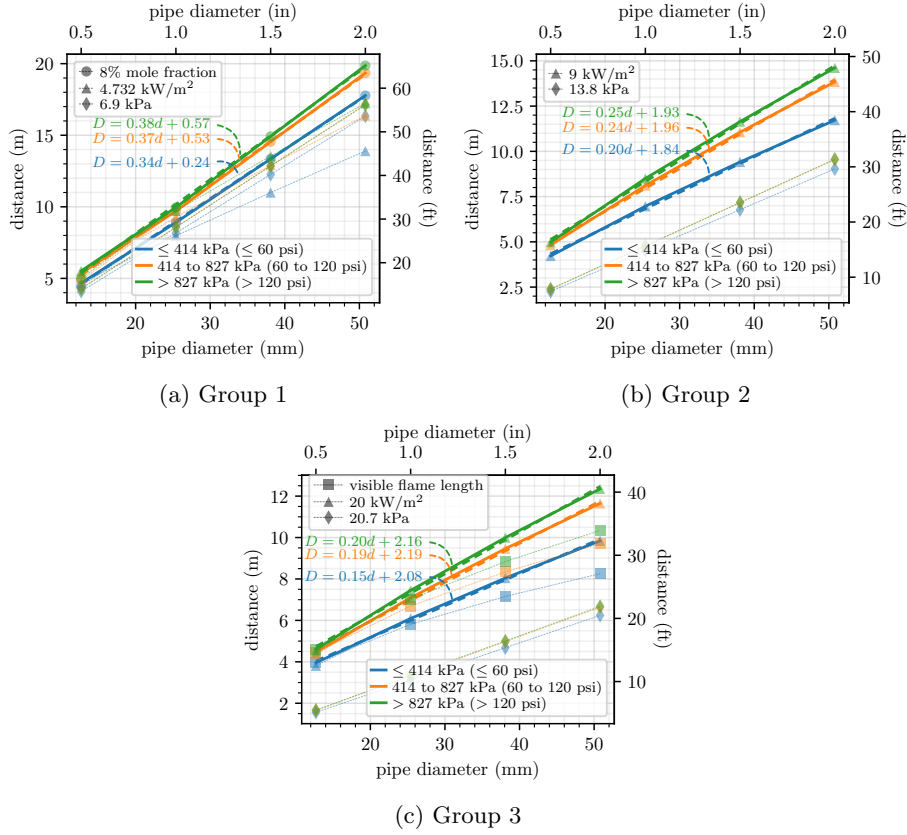 pipe diameter (in)
0.5 1.0 1.5 2.0
8% mole fraction
4.732 kW/m²
6.9 kPa
D = 0.38d + 0.57
D = 0.37d + 0.53
D = 0.34d + 0.24
≤ 414 kPa (≤ 60 psi)
414 to 827 kPa (60 to 120 psi)
> 827 kPa (> 120 psi)
distance (m)
20
15
10
5
distance (ft)
60
50
40
30
20
20 30 40 50
pipe diameter (mm)
(a) Group 1
pipe diameter (in)
0.5 1.0 1.5 2.0
9 kW/m²
13.8 kPa
D = 0.25d + 1.93
D = 0.24d + 1.96
D = 0.20d + 1.84
≤ 414 kPa (≤ 60 psi)
414 to 827 kPa (60 to 120 psi)
> 827 kPa (> 120 psi)
distance (m)
15.0
12.5
10.0
7.5
5.0
2.5
distance (ft)
50
40
30
20
10
20 30 40 50
pipe diameter (mm)
(b) Group 2
pipe diameter (in)
0.5 1.0 1.5 2.0
visible flame length
20 kW/m²
20.7 kPa
D = 0.20d + 2.16
D = 0.19d + 2.19
D = 0.15d + 2.08
≤ 414 kPa (≤ 60 psi)
414 to 827 kPa (60 to 120 psi)
> 827 kPa (> 120 psi)
distance (m)
12
10
8
6
4
2
distance (ft)
40
30
20
10
20 30 40 50
pipe diameter (mm)
(c) Group 3